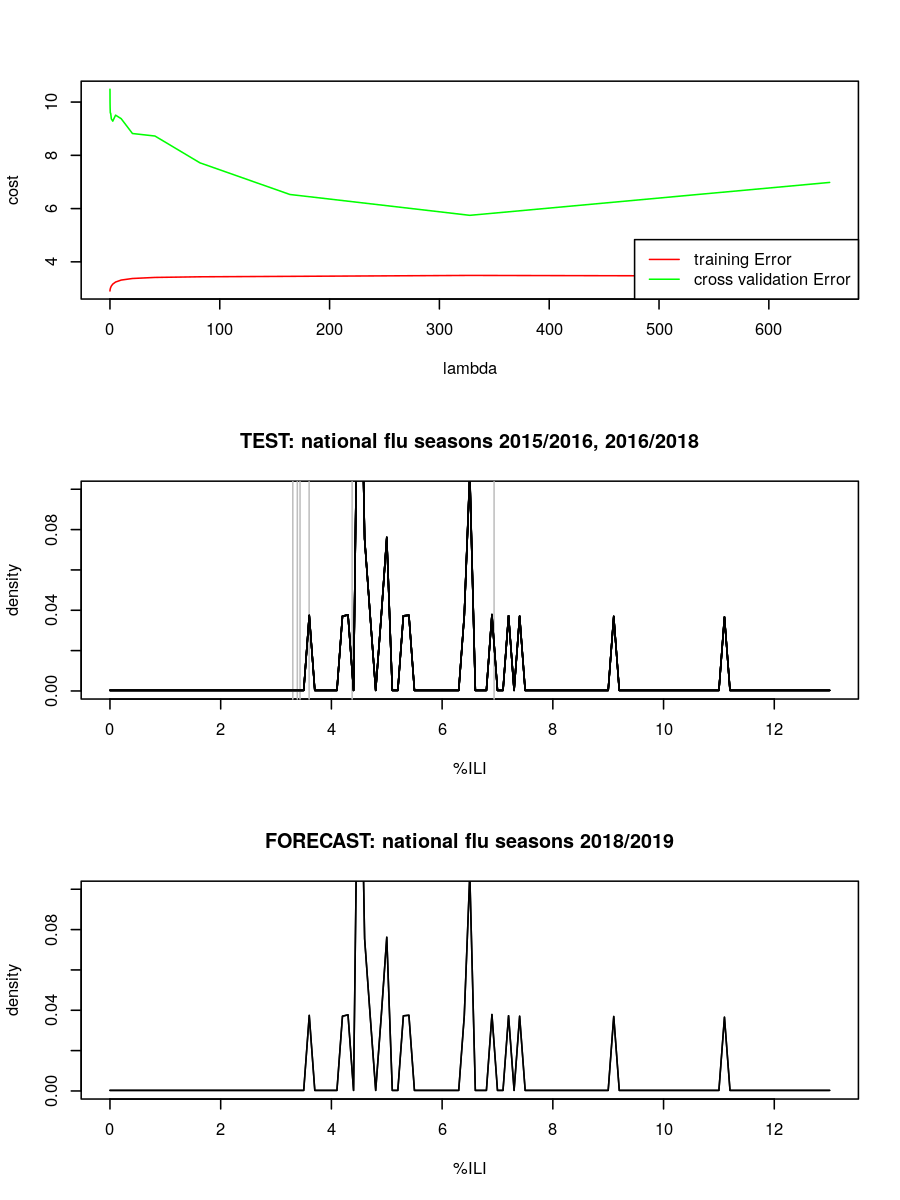 cost
10
8
6
4
training Error
cross validation Error
0 100 200 300 400 500 600
lambda
TEST: national flu seasons 2015/2016, 2016/2018
density
0.08
0.04
0.00
0 2 4 6 8 10 12
%ILI
FORECAST: national flu seasons 2018/2019
density
0.08
0.04
0.00
0 2 4 6 8 10 12
%ILI